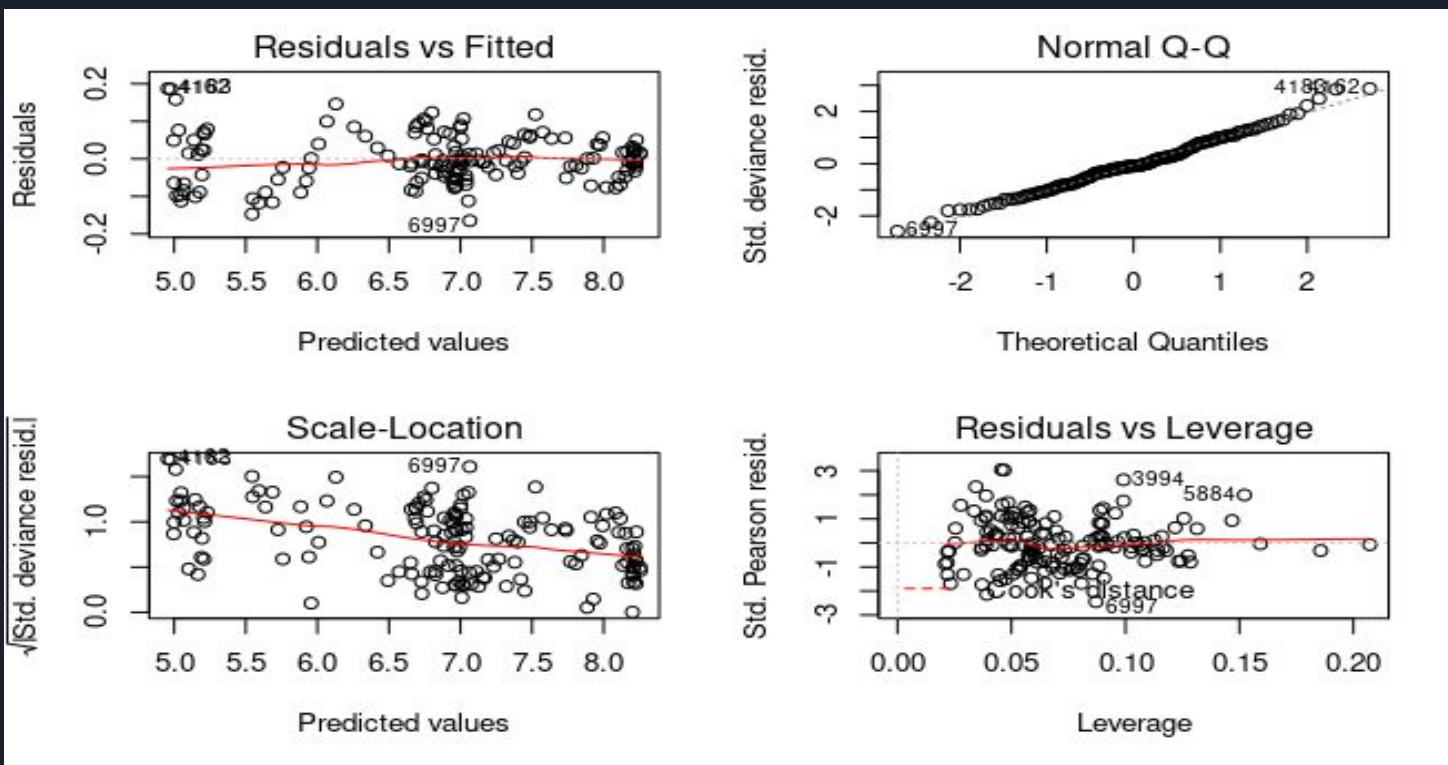 Residuals vs Fitted
Residuals
0.2
0.0
-0.2
6997
5.0 5.5 6.0 6.5 7.0 7.5 8.0
Predicted values
Normal Q-Q
Std. deviance resid.
2
0
-2
6997
-2 -1 0 1 2
Theoretical Quantiles
Scale-Location
√|Std. deviance resid.|
1.0
0.0
6997
5.0 5.5 6.0 6.5 7.0 7.5 8.0
Predicted values
Residuals vs Leverage
Std. Pearson resid.
3
1
-1
-3
3994
5884
Cook's distance
6997
0.00 0.05 0.10 0.15 0.20
Leverage